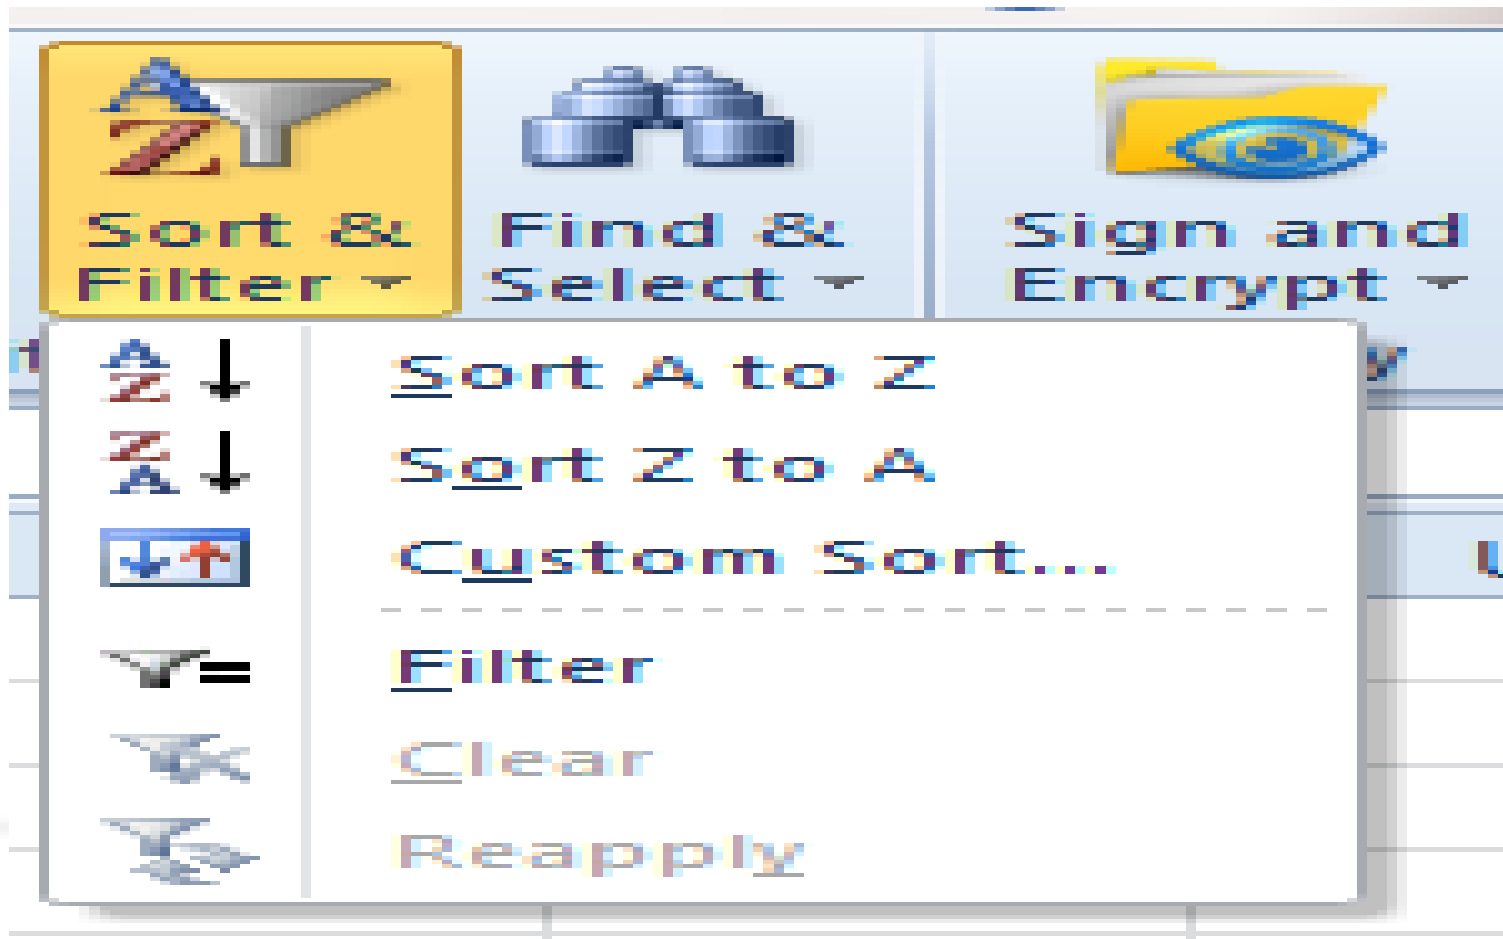 Sort &
Filter
Find &
Select
Sign and
Encrypt
Sort A to Z
Sort Z to A
Custom Sort...
Filter
Clear
Reapply